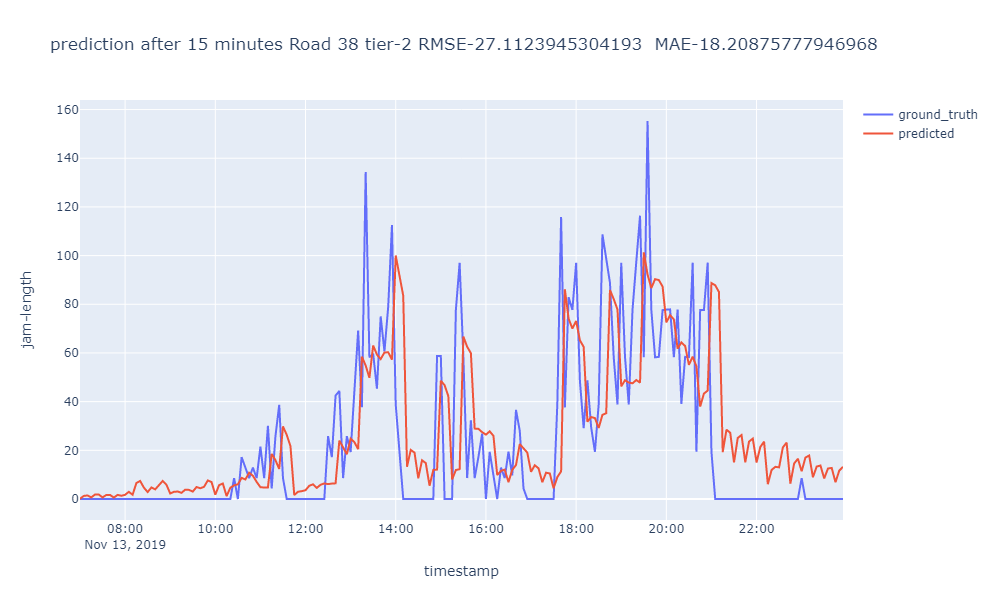 prediction after 15 minutes Road 38 tier-2 RMSE-27.1123945304193  MAE-18.20875777946968
ground_truth
predicted
160
140
120
100
80
60
40
20
0
jam-length
08:00
10:00
12:00
14:00
16:00
18:00
20:00
22:00
Nov 13, 2019
timestamp